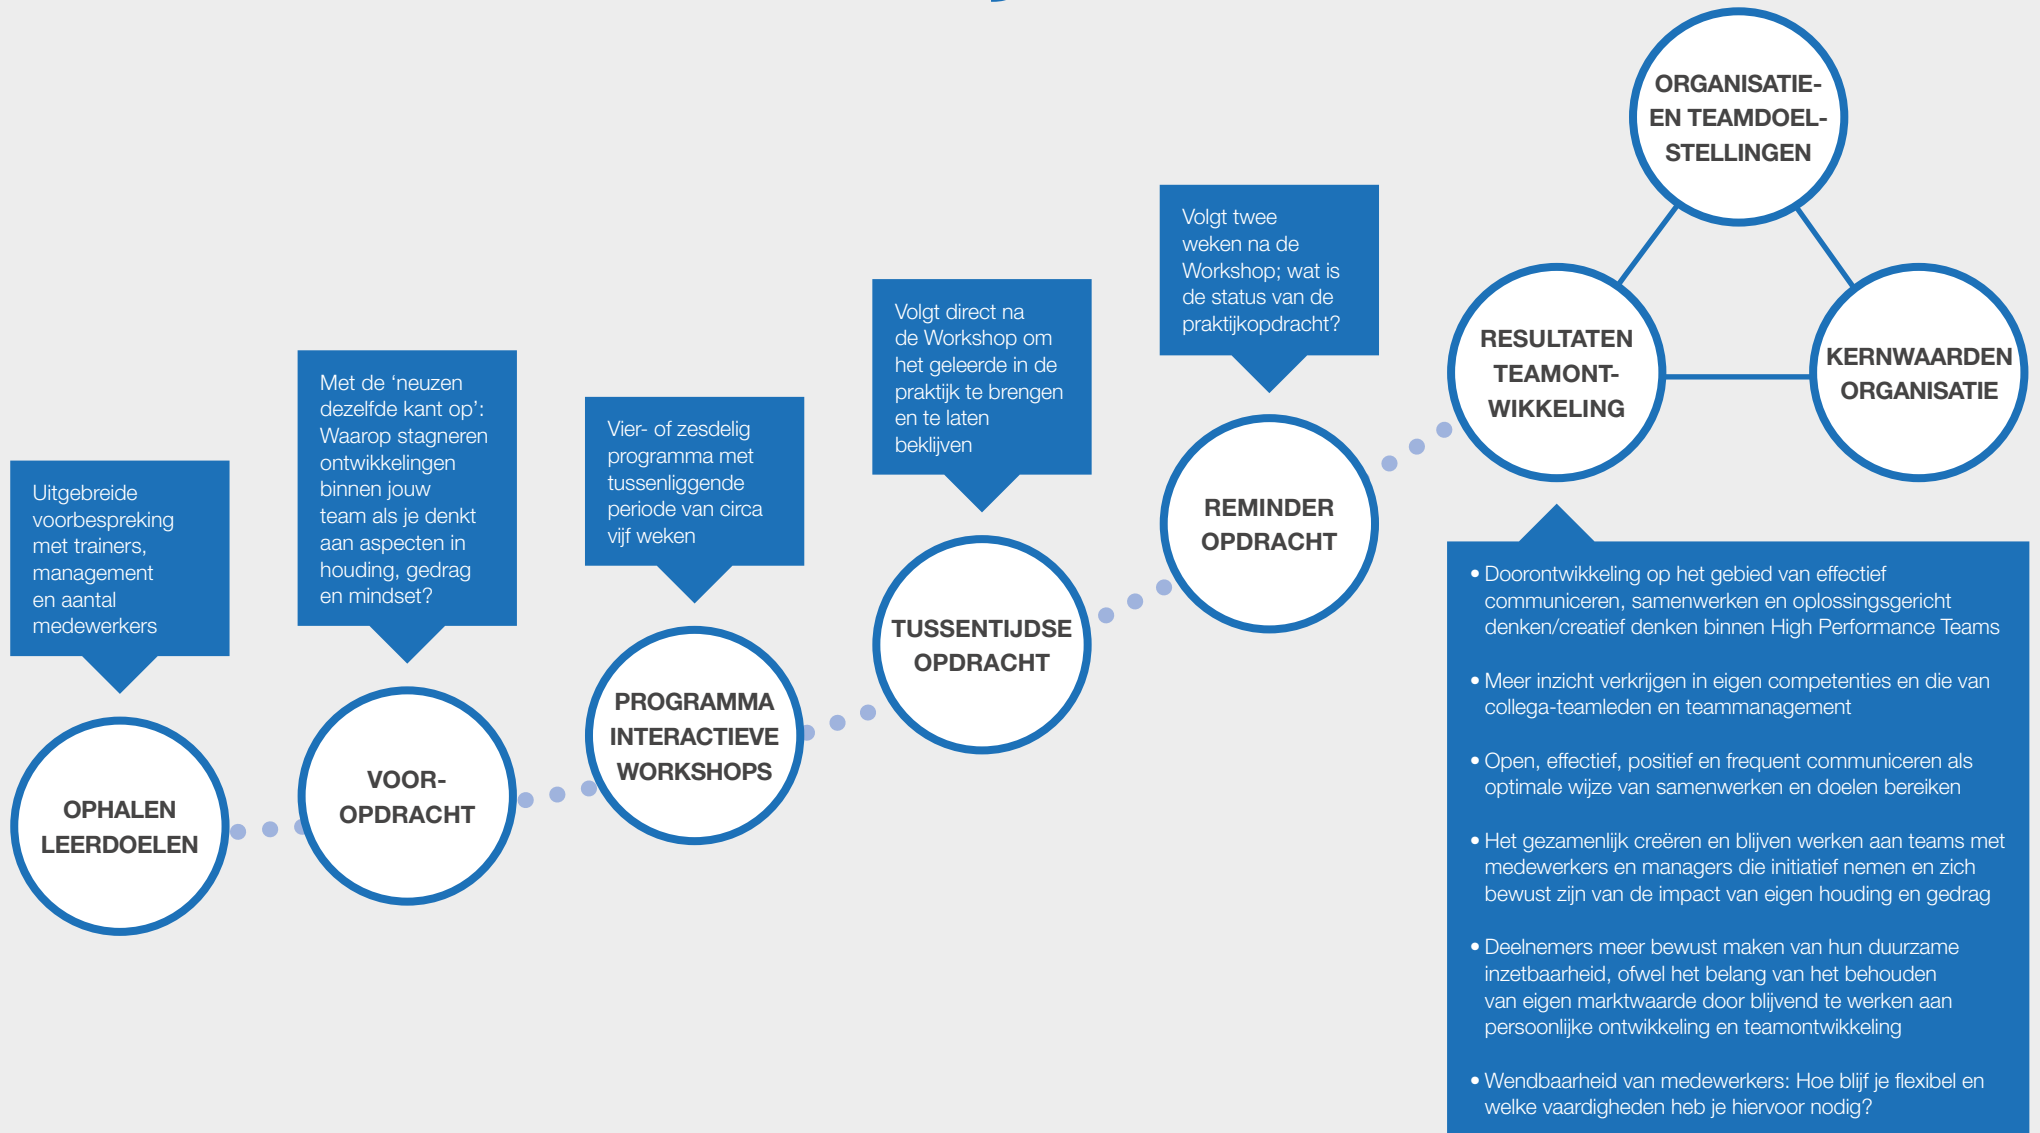 Uitgebreide
voorbespreking
met trainers,
management
en aantal
medewerkers
OPHALEN
LEERDOELEN
Met de ‘neuzen
dezelfde kant op’:
Waarop stagneren
ontwikkelingen
binnen jouw
team als je denkt
aan aspecten in
houding, gedrag
en mindset?
VOOR-
OPDRACHT
Vier- of zesdelig
programma met
tussenliggende
periode van circa
vijf weken
PROGRAMMA
INTERACTIEVE
WORKSHOPS
Volgt direct na
de Workshop om
het geleerde in de
praktijk te brengen
en te laten
beklijven
TUSSENTIJDSE
OPDRACHT
Volgt twee
weken na de
Workshop; wat is
de status van de
praktijkopdracht?
REMINDER
OPDRACHT
ORGANISATIE-
EN TEAMDOEL-
STELLINGEN
RESULTATEN
TEAMONT-
WIKKELING
KERNWAARDEN
ORGANISATIE
• Doorontwikkeling op het gebied van effectief
communiceren, samenwerken en oplossingsgericht
denken/creatief denken binnen High Performance Teams
• Meer inzicht verkrijgen in eigen competenties en die van
collega-teamleden en teammanagement
• Open, effectief, positief en frequent communiceren als
optimale wijze van samenwerken en doelen bereiken
• Het gezamenlijk creëren en blijven werken aan teams met
medewerkers en managers die initiatief nemen en zich
bewust zijn van de impact van eigen houding en gedrag
• Deelnemers meer bewust maken van hun duurzame
inzetbaarheid, ofwel het belang van het behouden
van eigen marktwaarde door blijvend te werken aan
persoonlijke ontwikkeling en teamontwikkeling
• Wendbaarheid van medewerkers: Hoe blijf je flexibel en
welke vaardigheden heb je hiervoor nodig?